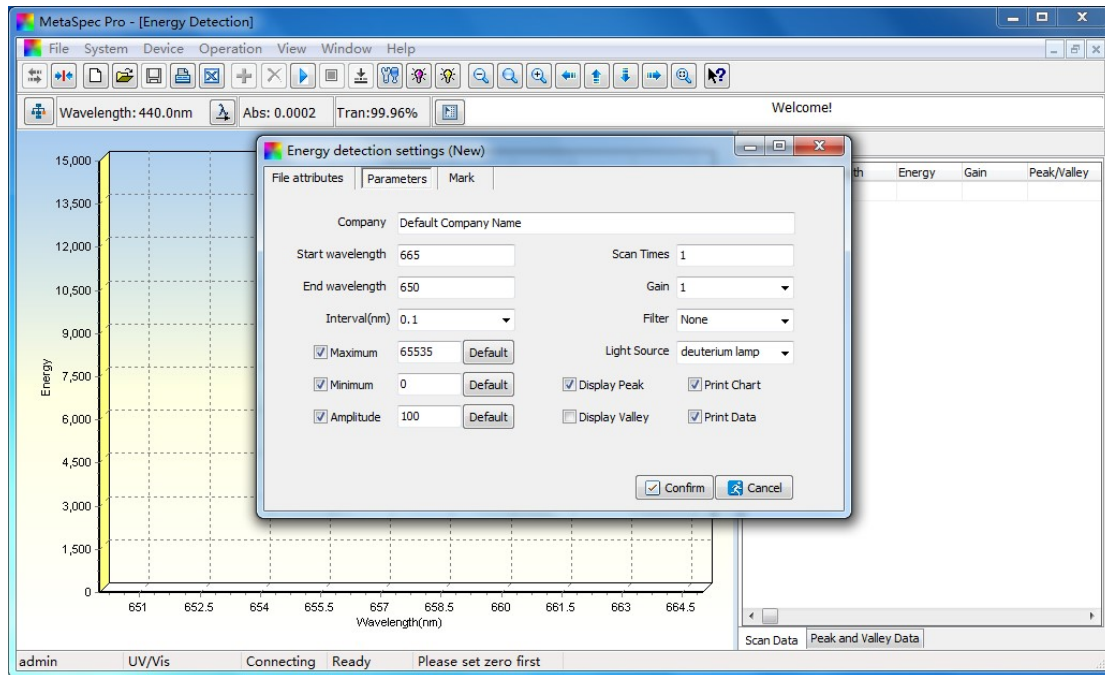 MetaSpec Pro - [Energy Detection]
File System Device Operation View Window Help
Wavelength: 440.0nm Abs: 0.0002 Tran:99.96% Welcome!
Energy detection settings (New)
File attributes Parameters Mark
th Energy Gain Peak/Valley
Company Default Company Name
Start wavelength 665 Scan Times 1
End wavelength 650 Gain 1
Interval(nm) 0.1 Filter None
Maximum 65535 Default Light Source deuterium lamp
Minimum 0 Default Display Peak Print Chart
Amplitude 100 Default Display Valley Print Data
Confirm Cancel
Energy
15,000
13,500
12,000
10,500
9,000
7,500
6,000
4,500
3,000
1,500
0
651 652.5 654 655.5 657 658.5 660 661.5 663 664.5
Wavelength(nm)
Scan Data Peak and Valley Data
admin UV/Vis Connecting Ready Please set zero first